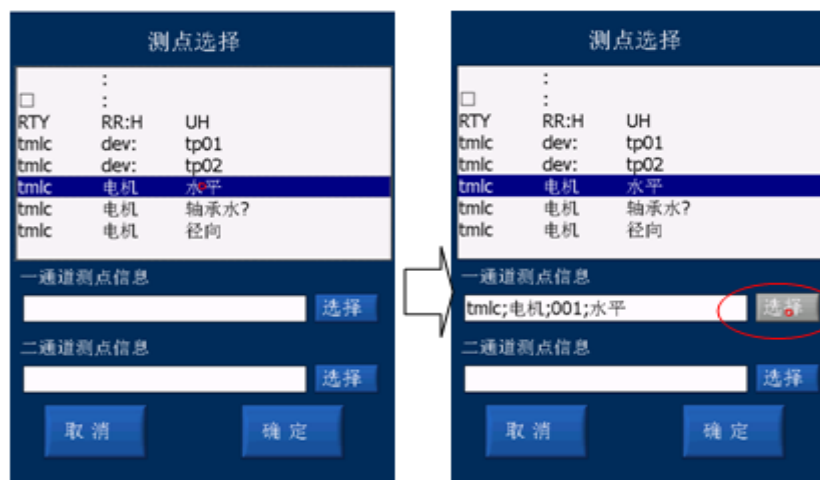 测点选择
:
□ :
RTY RR:H UH
tmlc dev: tp01
tmlc dev: tp02
tmlc 电机 水平
tmlc 电机 轴承水?
tmlc 电机 径向
一通道测点信息
选择
二通道测点信息
选择
取 消 确 定
测点选择
:
□ :
RTY RR:H UH
tmlc dev: tp01
tmlc dev: tp02
tmlc 电机 水平
tmlc 电机 轴承水?
tmlc 电机 径向
一通道测点信息
tmlc;电机;001;水平 选择
二通道测点信息
选择
取 消 确 定